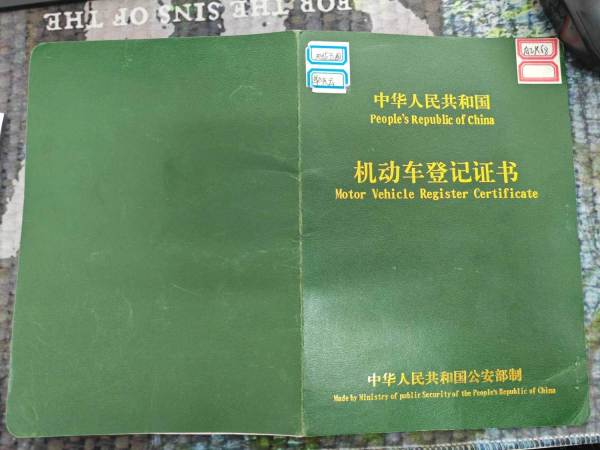 FOR THE SINS OF THE
中华人民共和国
People's Republic of China
机动车登记证书
Motor Vehicle Register Certificate
中华人民共和国公安部制
Made by Ministry of public Security of the People's Republic of China